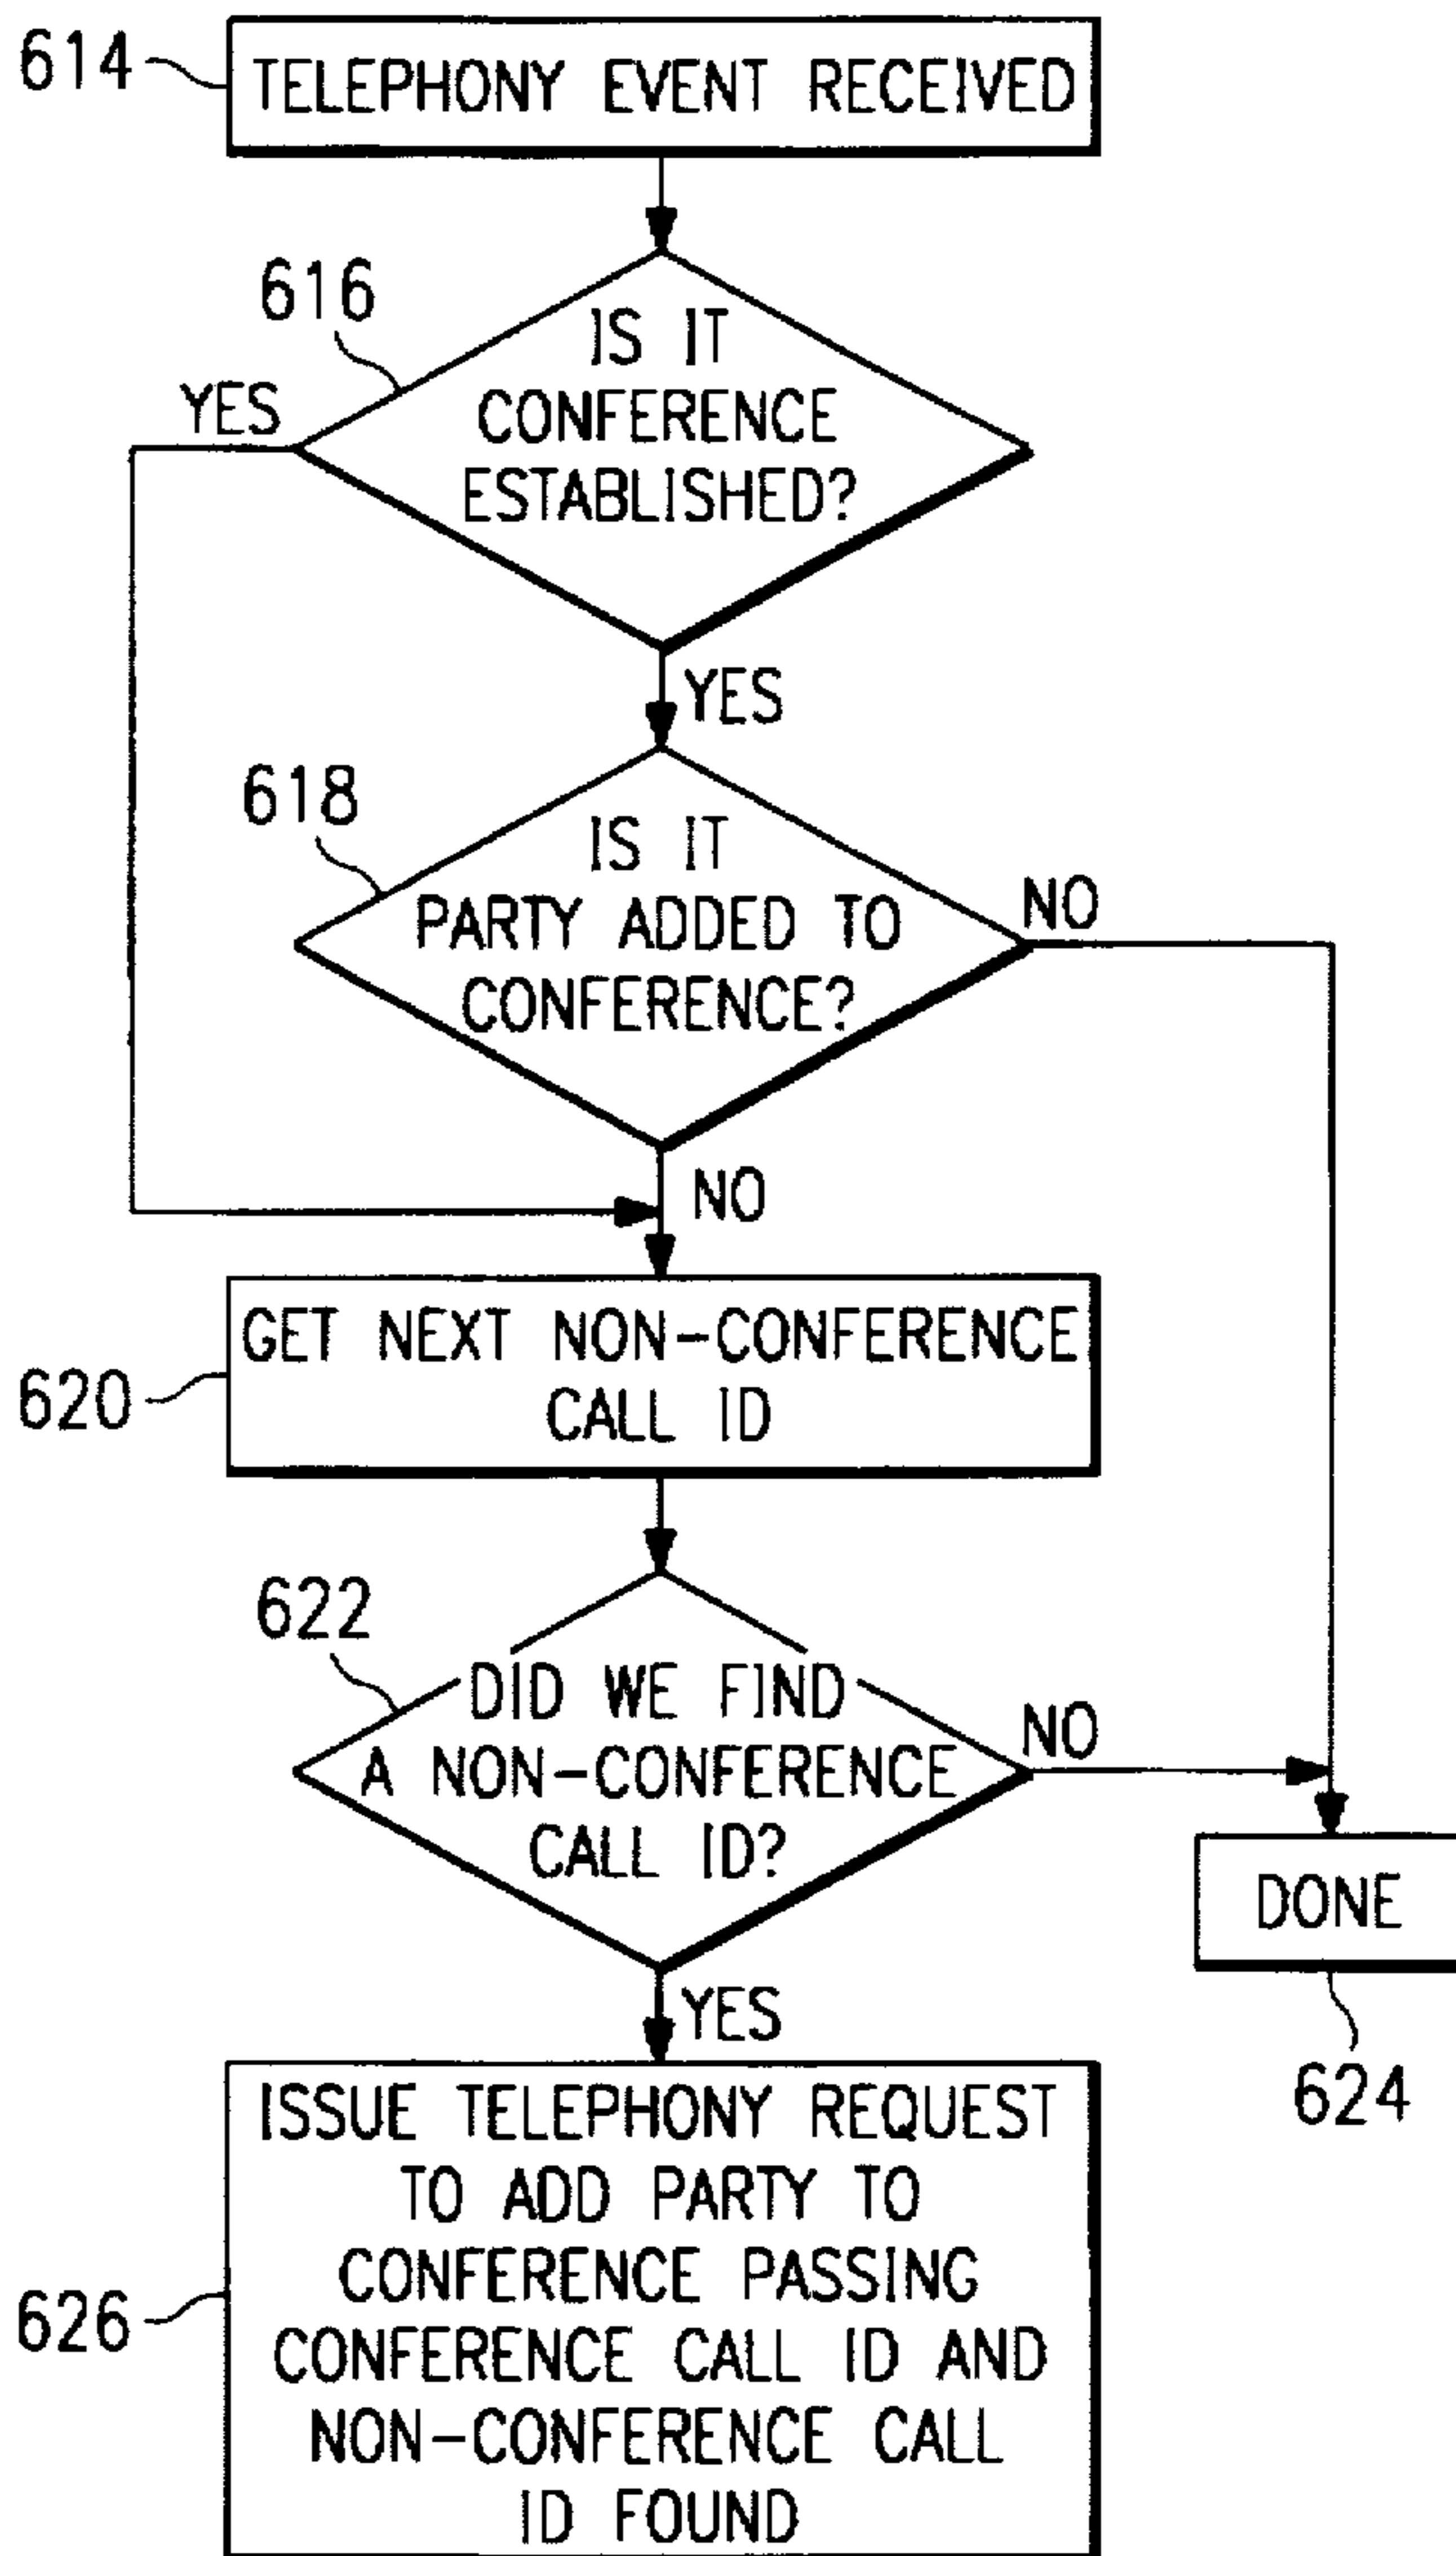 614
TELEPHONY EVENT RECEIVED
616
IS IT
CONFERENCE
ESTABLISHED?
YES
YES
618
IS IT
PARTY ADDED TO
CONFERENCE?
NO
NO
620
GET NEXT NON-CONFERENCE
CALL ID
622
DID WE FIND
A NON-CONFERENCE
CALL ID?
NO
DONE
624
YES
626
ISSUE TELEPHONY REQUEST
TO ADD PARTY TO
CONFERENCE PASSING
CONFERENCE CALL ID AND
NON-CONFERENCE CALL
ID FOUND